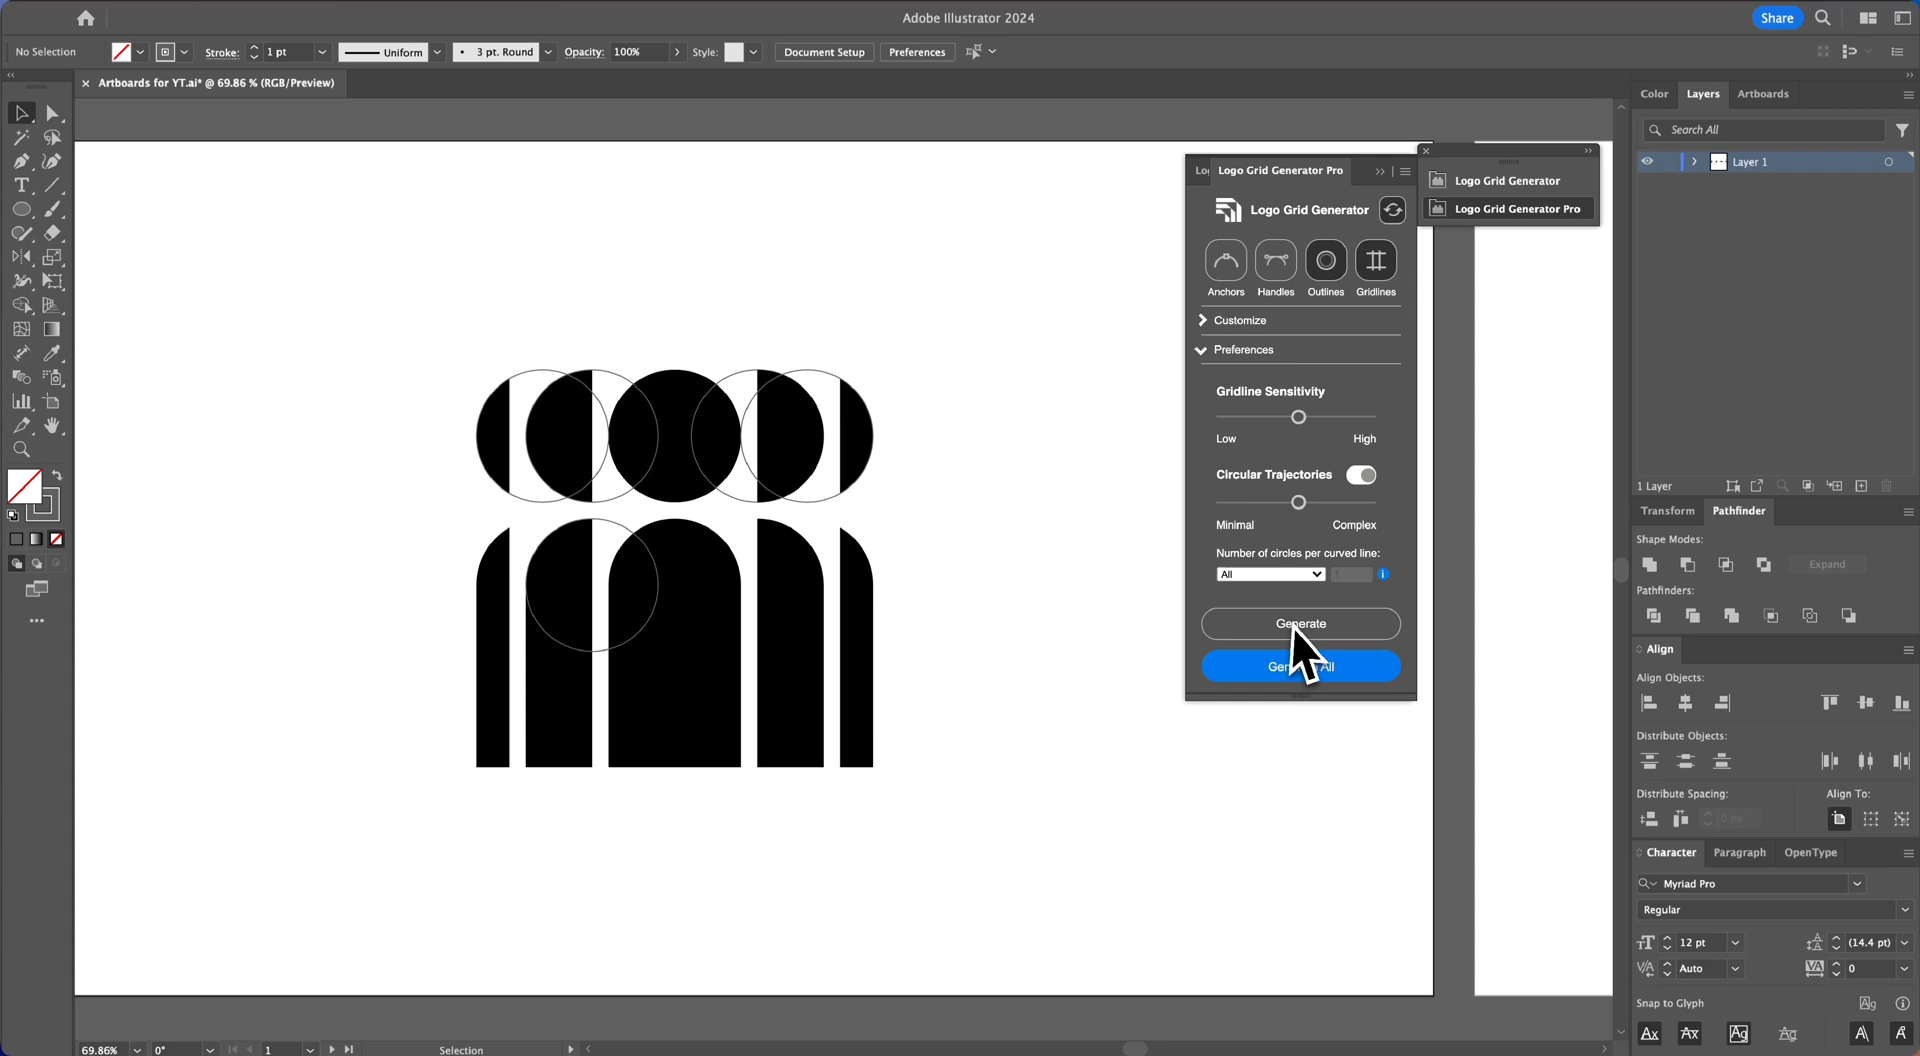 Adobe Illustrator 2024
Share
No Selection
Stroke:
1 pt
Uniform
3 pt. Round
Opacity:
100%
Style:
Document Setup
Preferences
Artboards for YT.ai* @ 69.86 % (RGB/Preview)
Logo Grid Generator Pro
Logo Grid Generator
Anchors
Handles
Outlines
Gridlines
Customize
Preferences
Gridline Sensitivity
Low
High
Circular Trajectories
Minimal
Complex
Number of circles per curved line:
All
1
Generate
Logo Grid Generator
Logo Grid Generator Pro
Color
Layers
Artboards
Search All
Layer 1
1 Layer
Transform
Pathfinder
Shape Modes:
Expand
Pathfinders:
Align
Align Objects:
Distribute Objects:
Distribute Spacing:
Align To:
0 px
Character
Paragraph
OpenType
Myriad Pro
Regular
12 pt
(14.4 pt)
Auto
0
Snap to Glyph
69.86%
0°
1
Selection